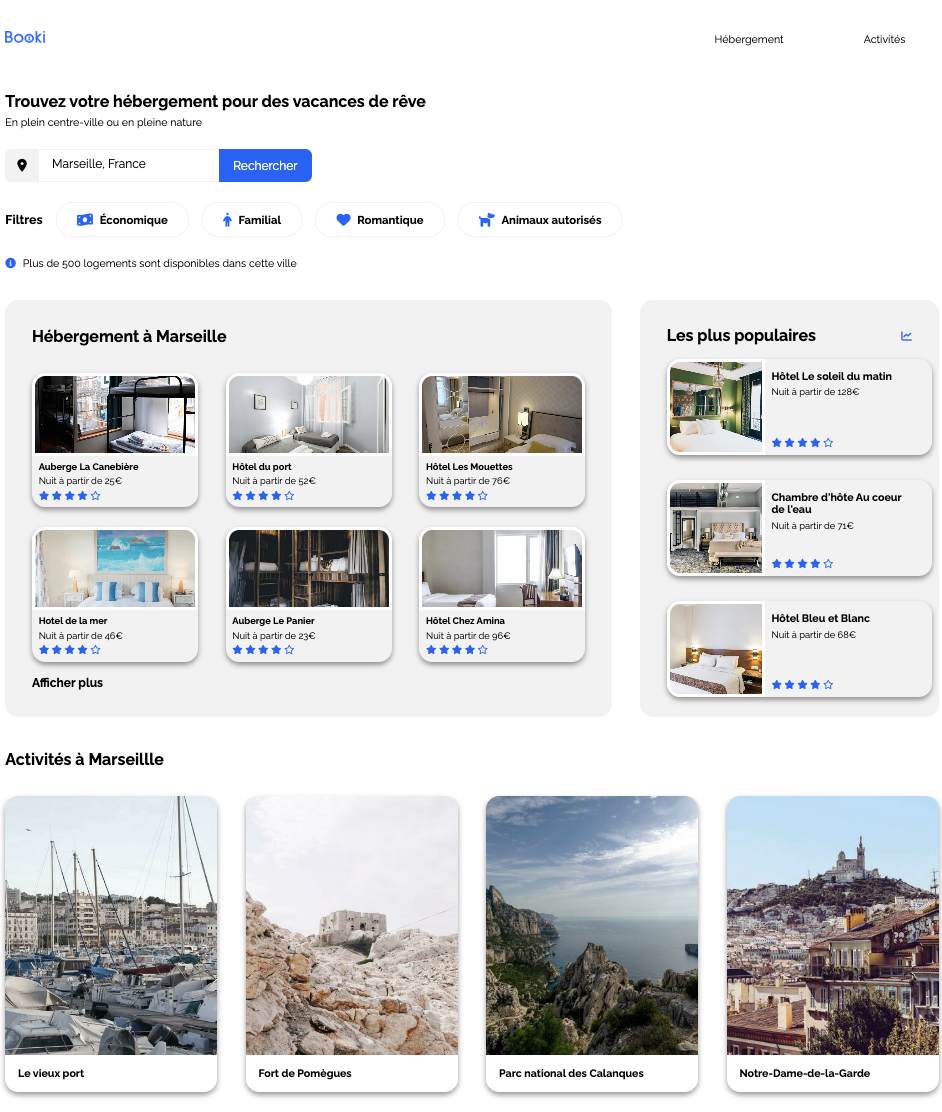 Booki
Hébergement
Activités
Trouvez votre hébergement pour des vacances de rêve
En plein centre-ville ou en pleine nature
Marseille, France
Rechercher
Filtres
Économique
Familial
Romantique
Animaux autorisés
Plus de 500 logements sont disponibles dans cette ville
Hébergement à Marseille
Auberge La Canebière
Nuit à partir de 25€
Hôtel du port
Nuit à partir de 52€
Hôtel Les Mouettes
Nuit à partir de 76€
Hotel de la mer
Nuit à partir de 46€
Auberge Le Panier
Nuit à partir de 23€
Hôtel Chez Amina
Nuit à partir de 96€
Afficher plus
Les plus populaires
Hôtel Le soleil du matin
Nuit à partir de 128€
Chambre d'hôte Au coeur
de l'eau
Nuit à partir de 71€
Hôtel Bleu et Blanc
Nuit à partir de 68€
Activités à Marseillle
Le vieux port
Fort de Pomègues
Parc national des Calanques
Notre-Dame-de-la-Garde